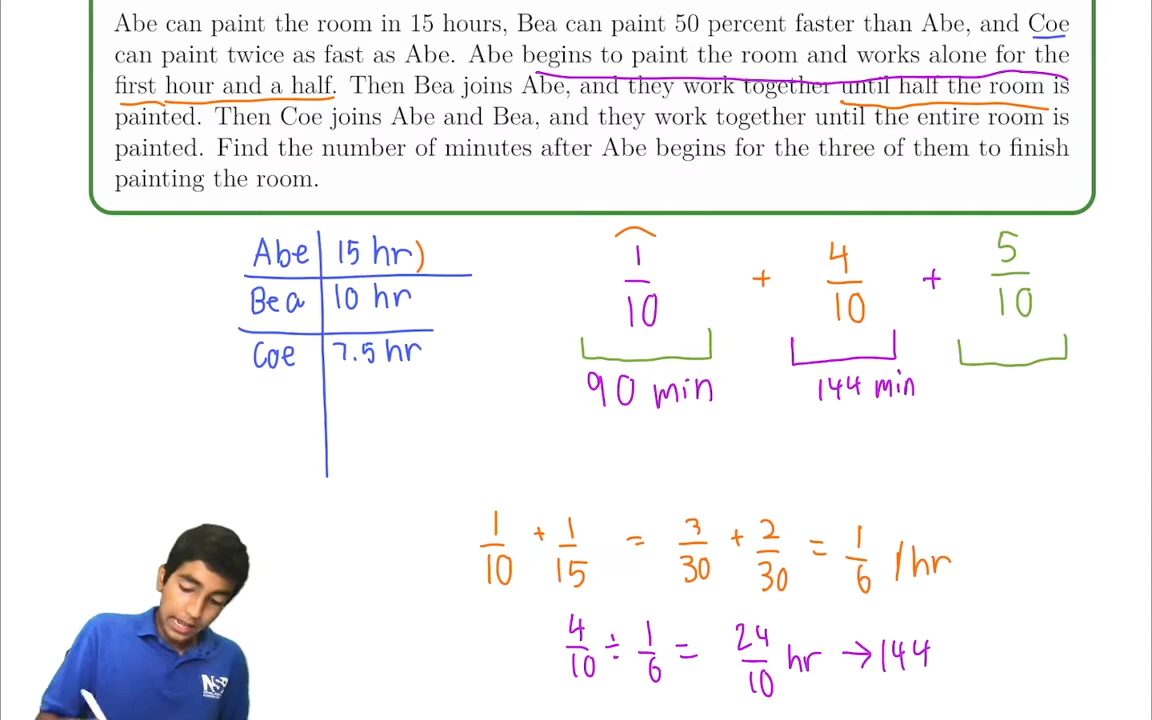 Abe can paint the room in 15 hours, Bea can paint 50 percent faster than Abe, and Coe
can paint twice as fast as Abe. Abe begins to paint the room and works alone for the
first hour and a half. Then Bea joins Abe, and they work together until half the room is
painted. Then Coe joins Abe and Bea, and they work together until the entire room is
painted. Find the number of minutes after Abe begins for the three of them to finish
painting the room.
Abe 15 hr)
Bea 10 hr
Coe 7.5 hr
1/10 + 4/10 + 5/10
90 min 144 min
1/10 + 1/15 = 3/30 + 2/30 = 1/6 /hr
4/10 ÷ 1/6 = 24/10 hr → 144